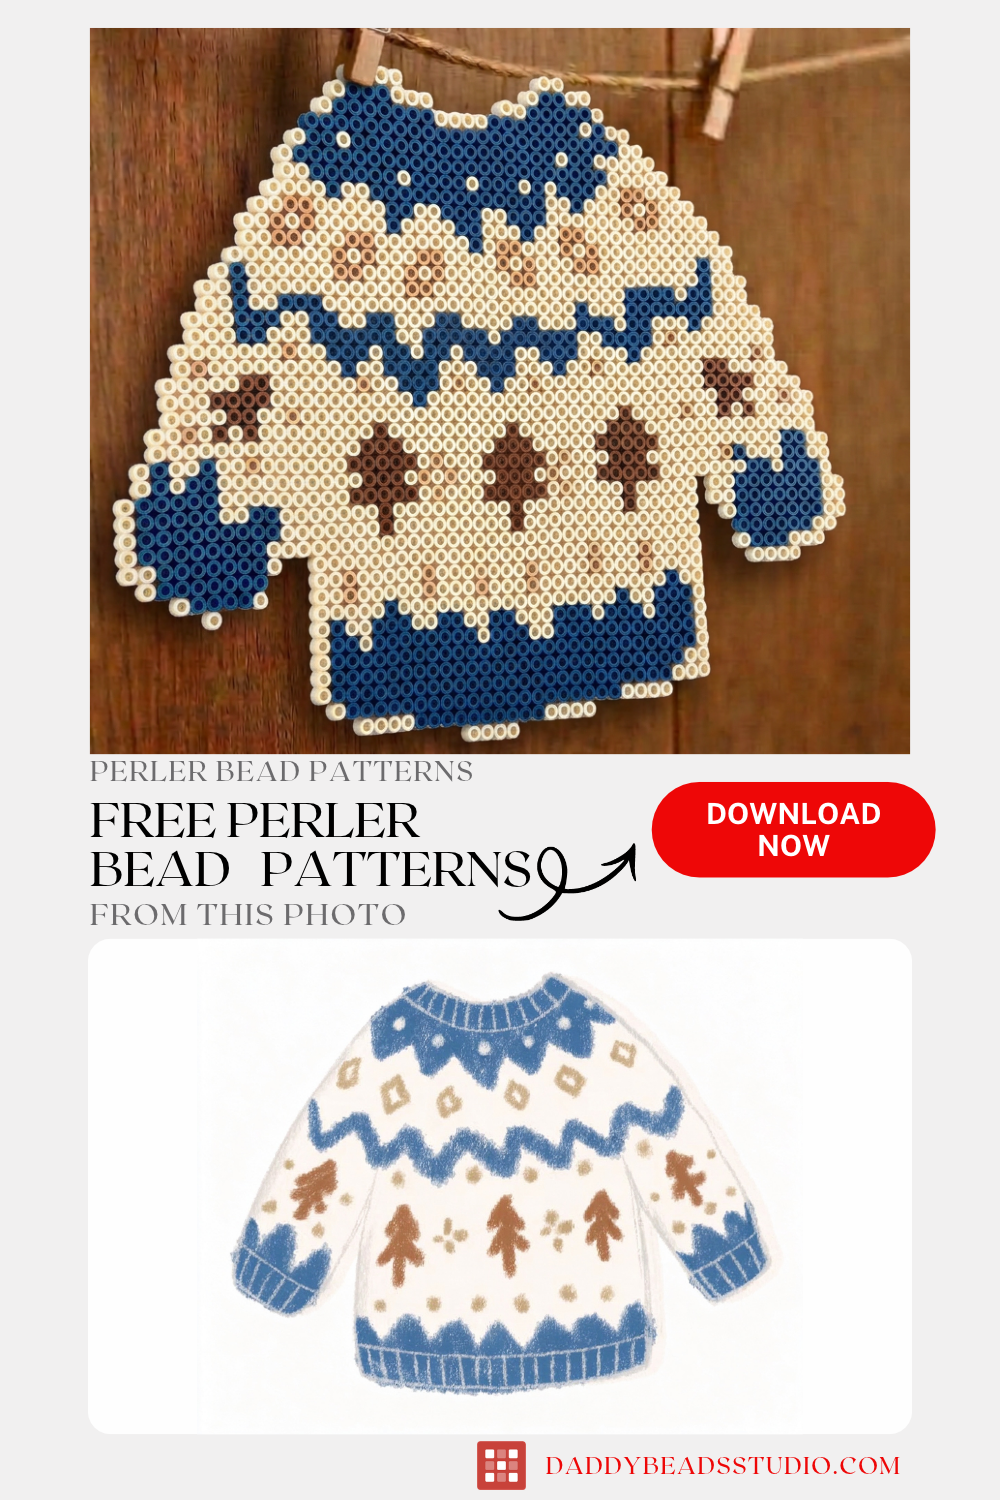 PERLER BEAD PATTERNS
FREE PERLER
BEAD PATTERNS
FROM THIS PHOTO
DOWNLOAD
NOW
DADDYBEADSSTUDIO.COM